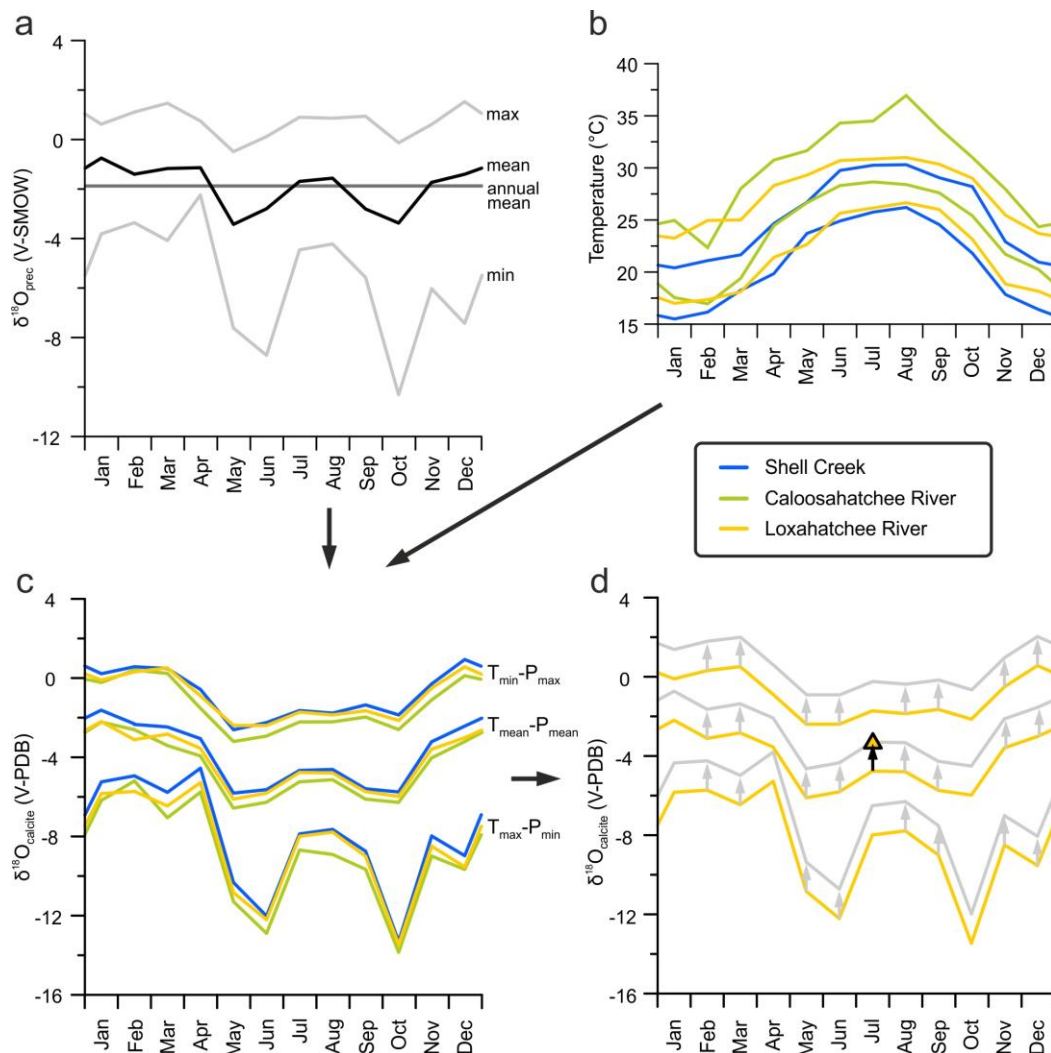 a
4
0
-4
-8
-12
δ¹⁸Oprec (V-SMOW)
max
mean
annual
mean
min
Jan
Feb
Mar
Apr
May
Jun
Jul
Aug
Sep
Oct
Nov
Dec
b
40
35
30
25
20
15
Temperature (°C)
Jan
Feb
Mar
Apr
May
Jun
Jul
Aug
Sep
Oct
Nov
Dec
Shell Creek
Caloosahatchee River
Loxahatchee River
c
4
0
-4
-8
-12
-16
δ¹⁸Ocalcite (V-PDB)
Tmin-Pmax
Tmean-Pmean
Tmax-Pmin
Jan
Feb
Mar
Apr
May
Jun
Jul
Aug
Sep
Oct
Nov
Dec
d
4
0
-4
-8
-12
-16
δ¹⁸Ocalcite (V-PDB)
Jan
Feb
Mar
Apr
May
Jun
Jul
Aug
Sep
Oct
Nov
Dec